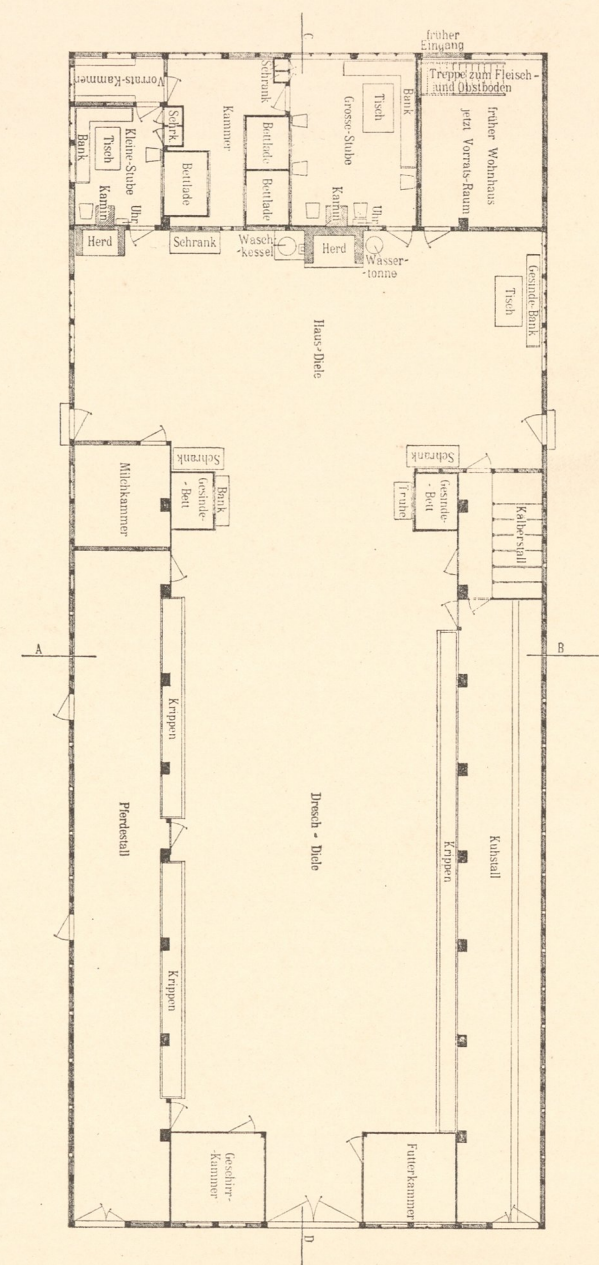 C
früher
Eingang
Vorrats-Kammer
Schrank
Treppe zum Fleisch-
-und Obstboden
Bank
Tisch
Grosse-Stube
Kammer
Schrk.
Kleine-Stube
Tisch
Bank
Bettlade
Bettlade
Bettlade
früher Wohnhaus
jetzt Vorrats-Raum
Kamin
Uhr
Kamin
Uhr
Herd
Schrank
Wasch-
-kessel
Herd
Wasser-
-tonne
Gesinde-Bank
Tisch
Haus-Diele
Schrank
Schrank
Milchkammer
Gesinde-
-Bett
Bank
Truhe
Gesinde-
-Bett
Kälberstall
A
B
Krippen
Pferdestall
Dresch-Diele
Krippen
Kuhstall
Krippen
Geschirr-
-Kammer
Futterkammer
D